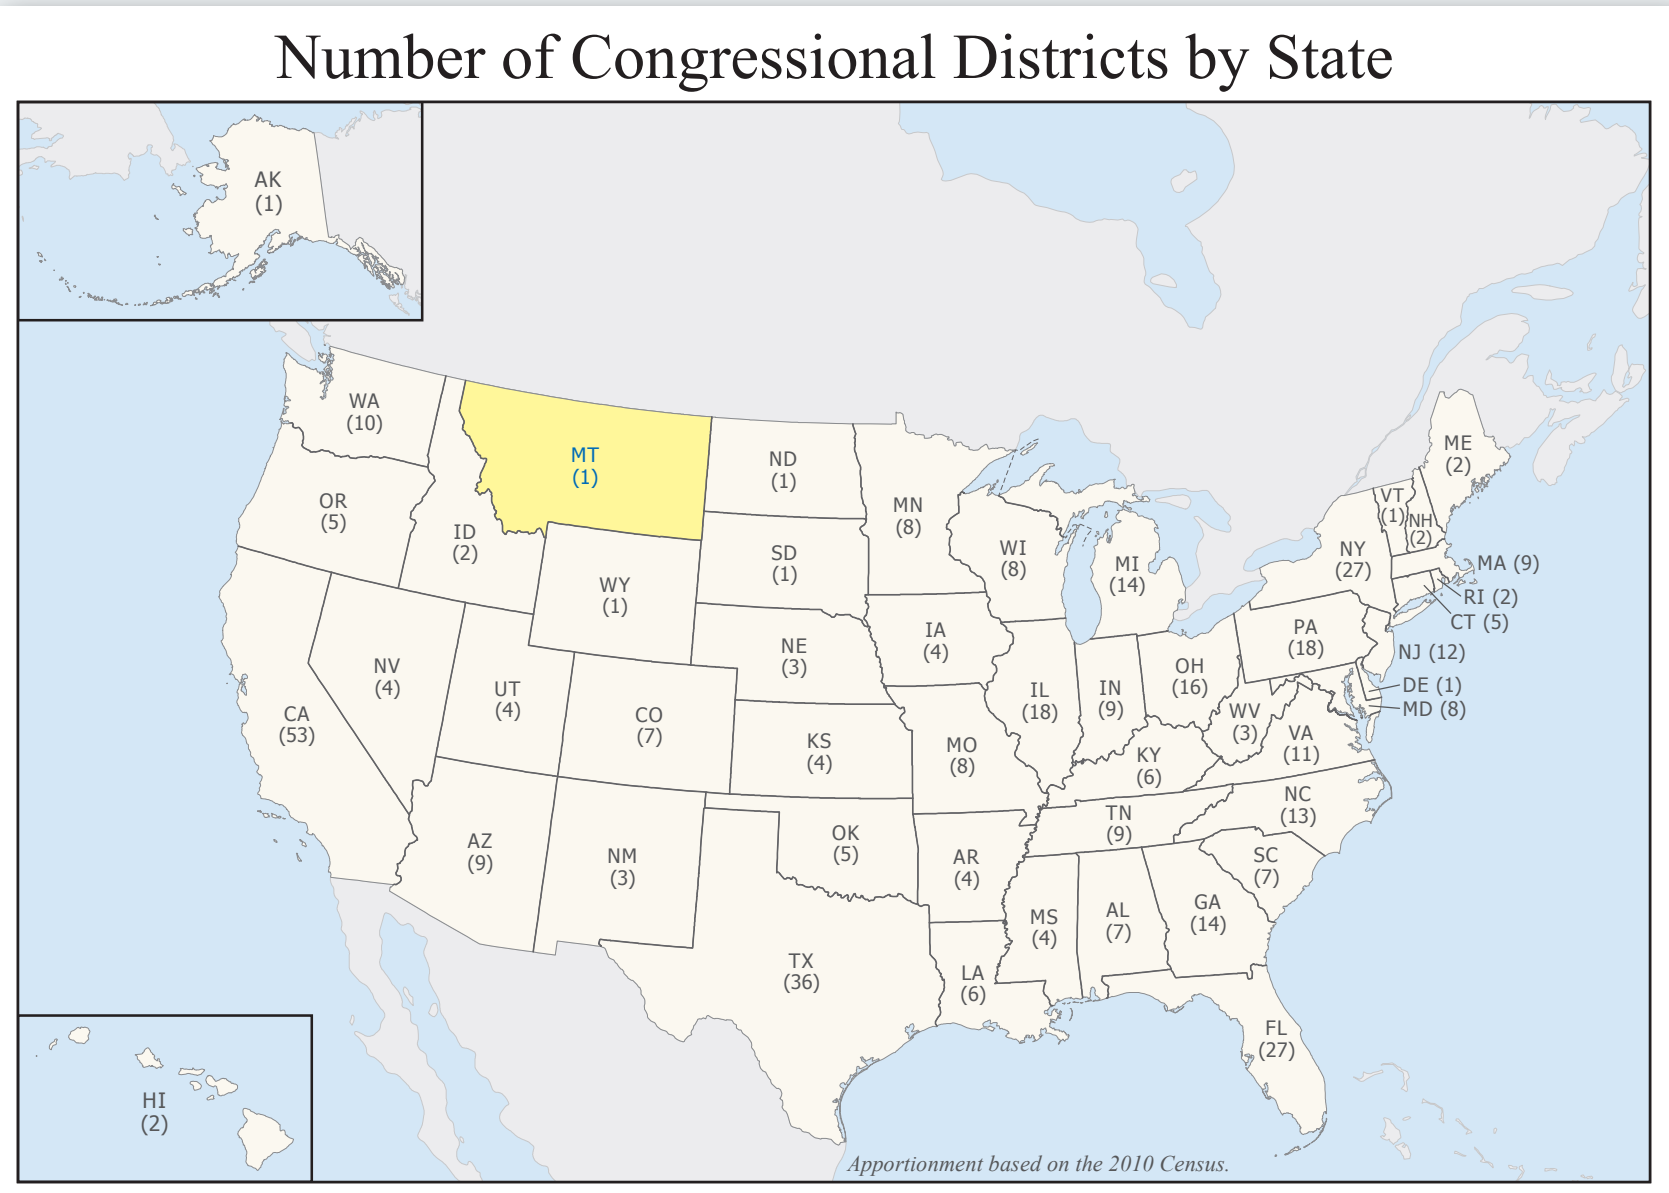 Number of Congressional Districts by State
AK
(1)
WA
(10)
MT
(1)
ND
(1)
MN
(8)
ME
(2)
VT
(1)
NH
(2)
OR
(5)
ID
(2)
SD
(1)
WI
(8)
MI
(14)
NY
(27)
MA (9)
RI (2)
CT (5)
WY
(1)
IA
(4)
PA
(18)
NJ (12)
NE
(3)
NV
(4)
UT
(4)
IL
(18)
IN
(9)
OH
(16)
DE (1)
MD (8)
CA
(53)
CO
(7)
KS
(4)
MO
(8)
WV
(3)
VA
(11)
KY
(6)
NC
(13)
TN
(9)
AZ
(9)
NM
(3)
OK
(5)
AR
(4)
SC
(7)
MS
(4)
AL
(7)
GA
(14)
TX
(36)
LA
(6)
FL
(27)
HI
(2)
Apportionment based on the 2010 Census.